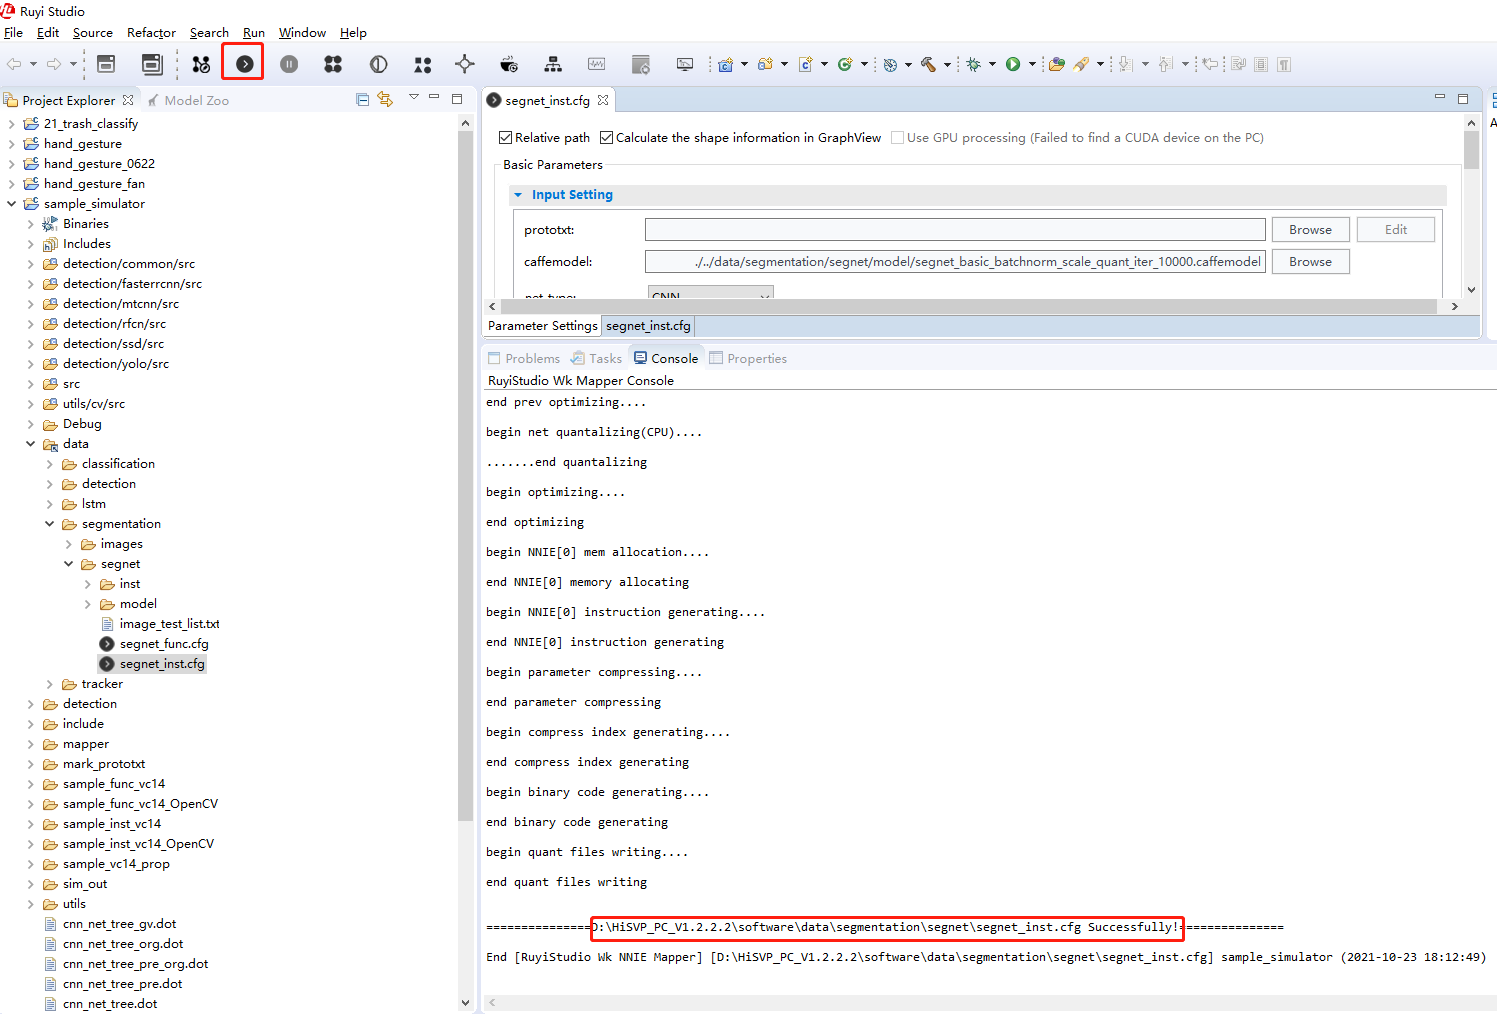 Ruyi Studio
File Edit Source Refactor Search Run Window Help
Project Explorer
Model Zoo
21_trash_classify
hand_gesture
hand_gesture_0622
hand_gesture_fan
sample_simulator
Binaries
Includes
detection/common/src
detection/fasterrcnn/src
detection/mtcnn/src
detection/rfcn/src
detection/ssd/src
detection/yolo/src
src
utils/cv/src
Debug
data
classification
detection
lstm
segmentation
images
segnet
inst
model
image_test_list.txt
segnet_func.cfg
segnet_inst.cfg
tracker
detection
include
mapper
mark_prototxt
sample_func_vc14
sample_func_vc14_OpenCV
sample_inst_vc14
sample_inst_vc14_OpenCV
sample_vc14_prop
sim_out
utils
cnn_net_tree_gv.dot
cnn_net_tree_org.dot
cnn_net_tree_pre_org.dot
cnn_net_tree_pre.dot
cnn_net_tree.dot
segnet_inst.cfg
Relative path Calculate the shape information in GraphView Use GPU processing (Failed to find a CUDA device on the PC)
Basic Parameters
Input Setting
prototxt: Browse Edit
caffemodel: ./../data/segmentation/segnet/model/segnet_basic_batchnorm_scale_quant_iter_10000.caffemodel Browse
net type: CNN
Parameter Settings segnet_inst.cfg
Problems Tasks Console Properties
RuyiStudio Wk Mapper Console
end prev optimizing....
begin net quantalizing(CPU)....
.......end quantalizing
begin optimizing....
end optimizing
begin NNIE[0] mem allocation....
end NNIE[0] memory allocating
begin NNIE[0] instruction generating....
end NNIE[0] instruction generating
begin parameter compressing....
end parameter compressing
begin compress index generating....
end compress index generating
begin binary code generating....
end binary code generating
begin quant files writing....
end quant files writing
===============D:\HiSVP_PC_V1.2.2.2\software\data\segmentation\segnet\segnet_inst.cfg Successfully!===============
End [RuyiStudio Wk NNIE Mapper] [D:\HiSVP_PC_V1.2.2.2\software\data\segmentation\segnet\segnet_inst.cfg] sample_simulator (2021-10-23 18:12:49)